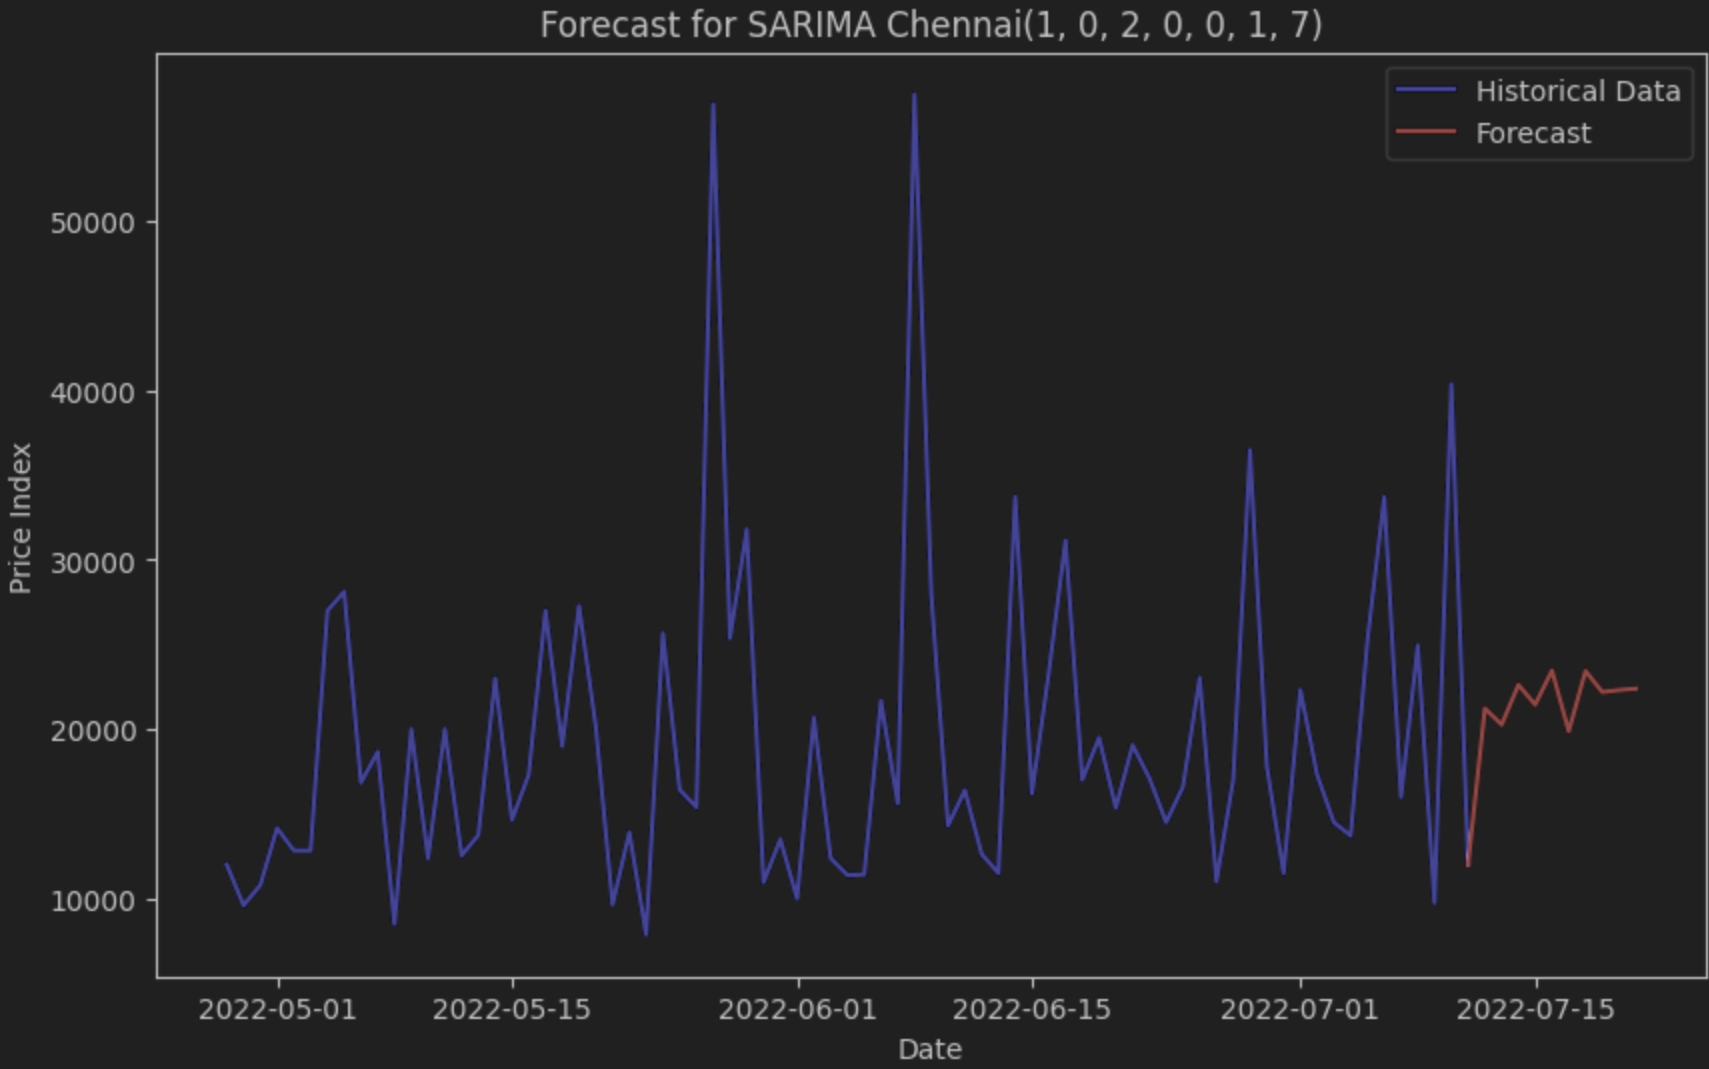 Forecast for SARIMA Chennai(1, 0, 2, 0, 0, 1, 7)
Historical Data
Forecast
50000
40000
30000
20000
10000
Price Index
2022-05-01 2022-05-15 2022-06-01 2022-06-15 2022-07-01 2022-07-15
Date